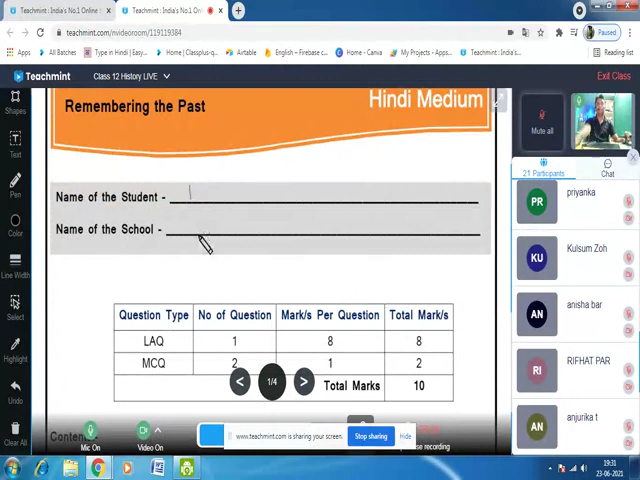 Teachmint: India's No.1 Online t
Teachmint: India's No.1 Onl
teachmint.com/nvideoroom/119119384
Paused
Apps
All Batches
Type in Hindi | Easy
Home | Classplus-q
Airtable
English – Firebase c
Home - Canva
My Projects - Apps
Teachmint: India's
Reading list
Teachmint
Class 12 History LIVE
Exit Class
Shapes
Text
Pen
Color
Line Width
Select
Highlight
Undo
Clear All
Remembering the Past
Hindi Medium
Name of the Student -
Name of the School -
Question Type No of Question Mark/s Per Question Total Mark/s
LAQ 1 8 8
MCQ 2 1 2
Total Marks 10
< 1/4 >
Mute all
21 Participants
Chat
PR priyanka
KU Kulsum Zoh
AN anisha bar
RI RIFHAT PAR
AN anjurika t
Mic On
Video On
www.teachmint.com is sharing your screen.
Stop sharing
Hide
recording
19:31
23-06-2021